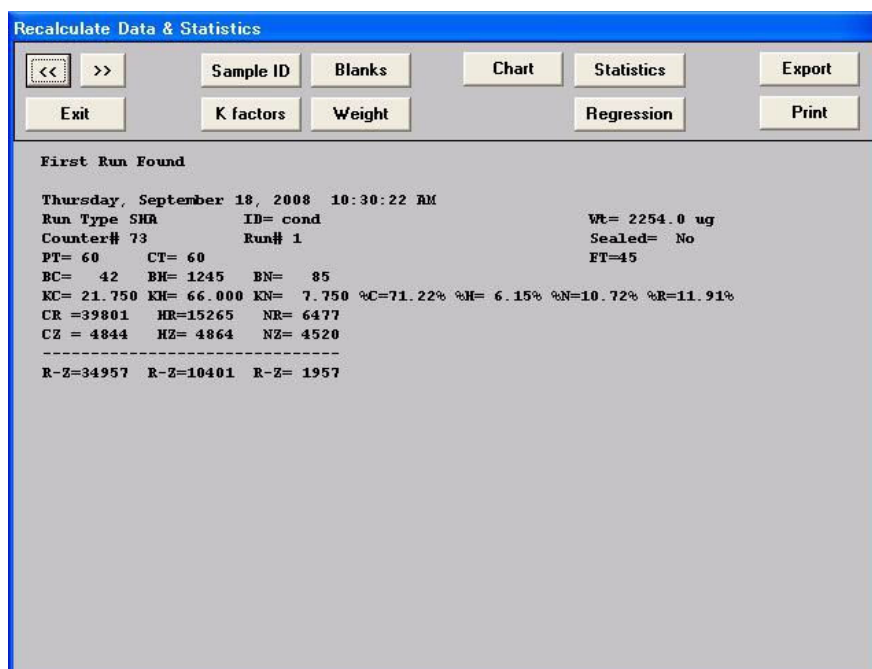 Recalculate Data & Statistics
<< >> Sample ID Blanks Chart Statistics Export
Exit K factors Weight Regression Print
First Run Found
Thursday, September 18, 2008 10:30:22 AM
Run Type SHA ID= cond Wt= 2254.0 ug
Counter# 73 Run# 1 Sealed= No
PT= 60 CT= 60 FT=45
BC= 42 BH= 1245 BN= 85
KC= 21.750 KH= 66.000 KN= 7.750 %C=71.22% %H= 6.15% %N=10.72% %R=11.91%
CR =39801 HR=15265 NR= 6477
CZ = 4844 HZ= 4864 NZ= 4520
--------------------------------
R-Z=34957 R-Z=10401 R-Z= 1957